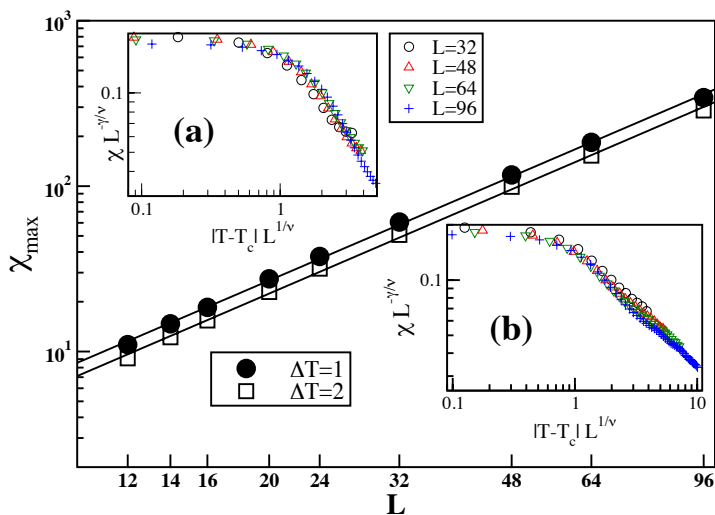 10³
10²
10¹
χmax
12 14 16 20 24 32 48 64 96
L
ΔT=1
ΔT=2
L=32
L=48
L=64
L=96
0.1
χ L^-γ/ν
(a)
0.1 1
|T-Tc| L^1/ν
0.1
χ L^-γ/ν
(b)
0.1 1 10
|T-Tc| L^1/ν